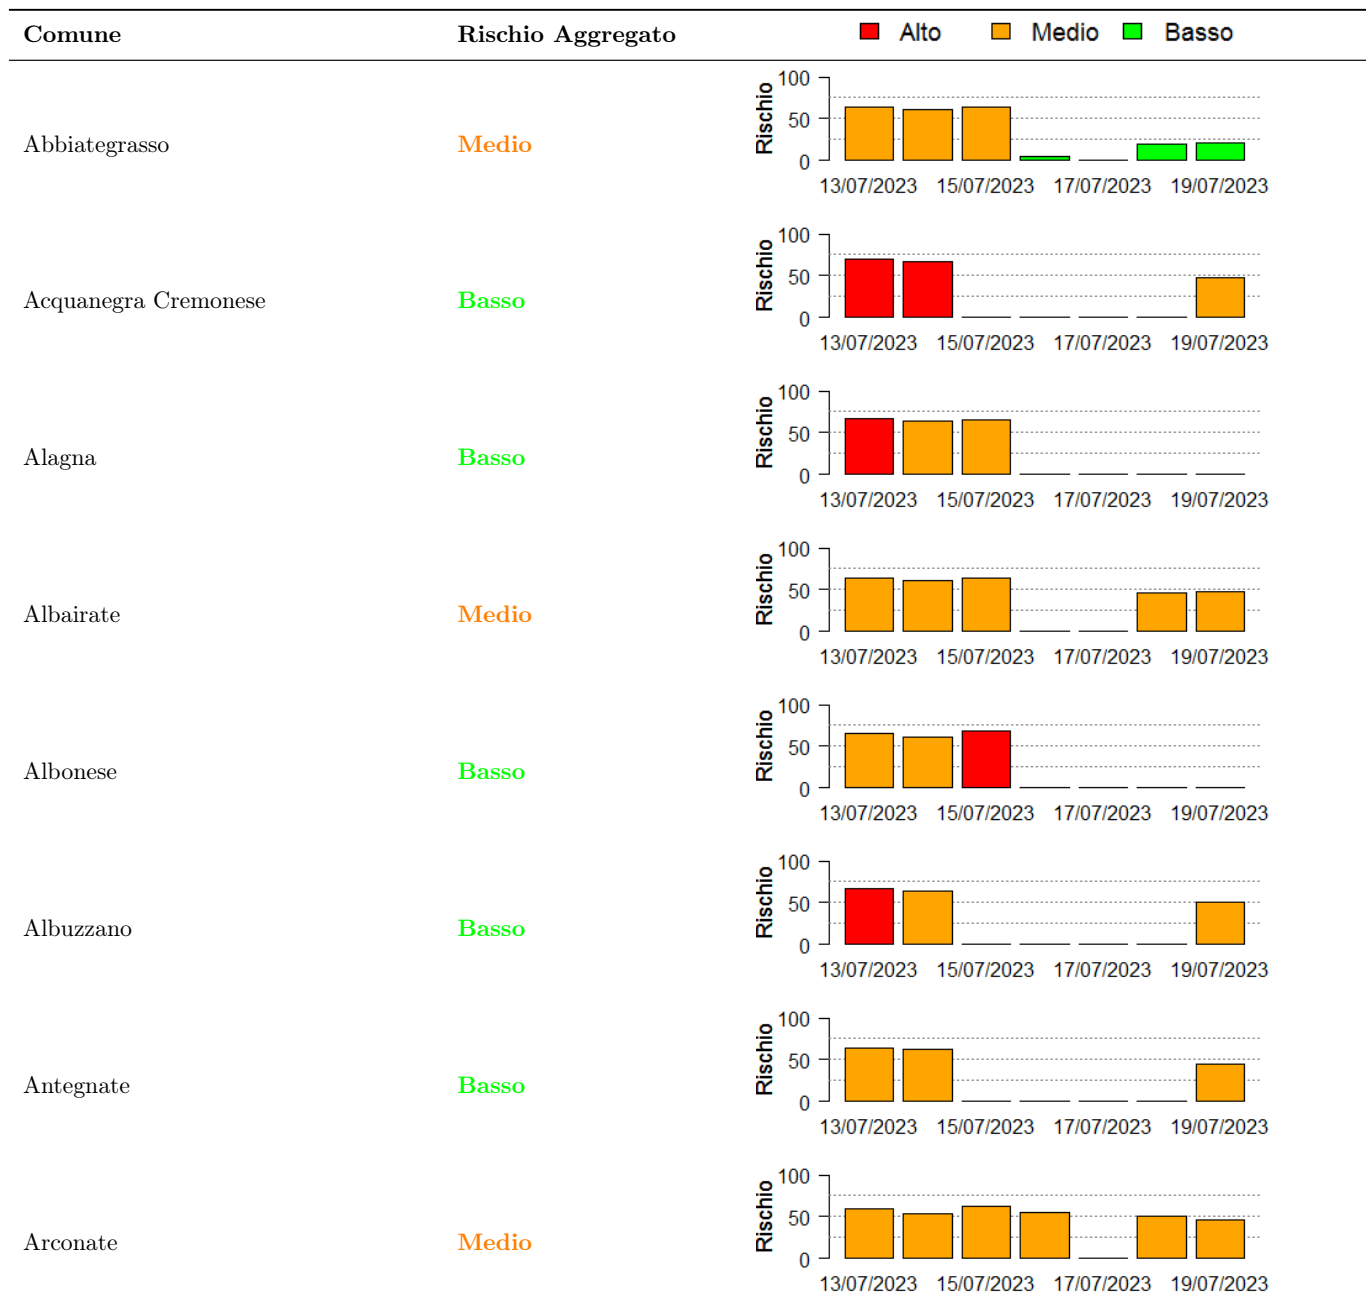 Comune Rischio Aggregato Alto Medio Basso
100
Rischio
50
Abbiategrasso Medio
0
13/07/2023 15/07/2023 17/07/2023 19/07/2023
100
Rischio
50
Acquanegra Cremonese Basso
0
13/07/2023 15/07/2023 17/07/2023 19/07/2023
100
Rischio
50
Alagna Basso
0
13/07/2023 15/07/2023 17/07/2023 19/07/2023
100
Rischio
50
Albairate Medio
0
13/07/2023 15/07/2023 17/07/2023 19/07/2023
100
Rischio
50
Albonese Basso
0
13/07/2023 15/07/2023 17/07/2023 19/07/2023
100
Rischio
50
Albuzzano Basso
0
13/07/2023 15/07/2023 17/07/2023 19/07/2023
100
Rischio
50
Antegnate Basso
0
13/07/2023 15/07/2023 17/07/2023 19/07/2023
100
Rischio
50
Arconate Medio
0
13/07/2023 15/07/2023 17/07/2023 19/07/2023